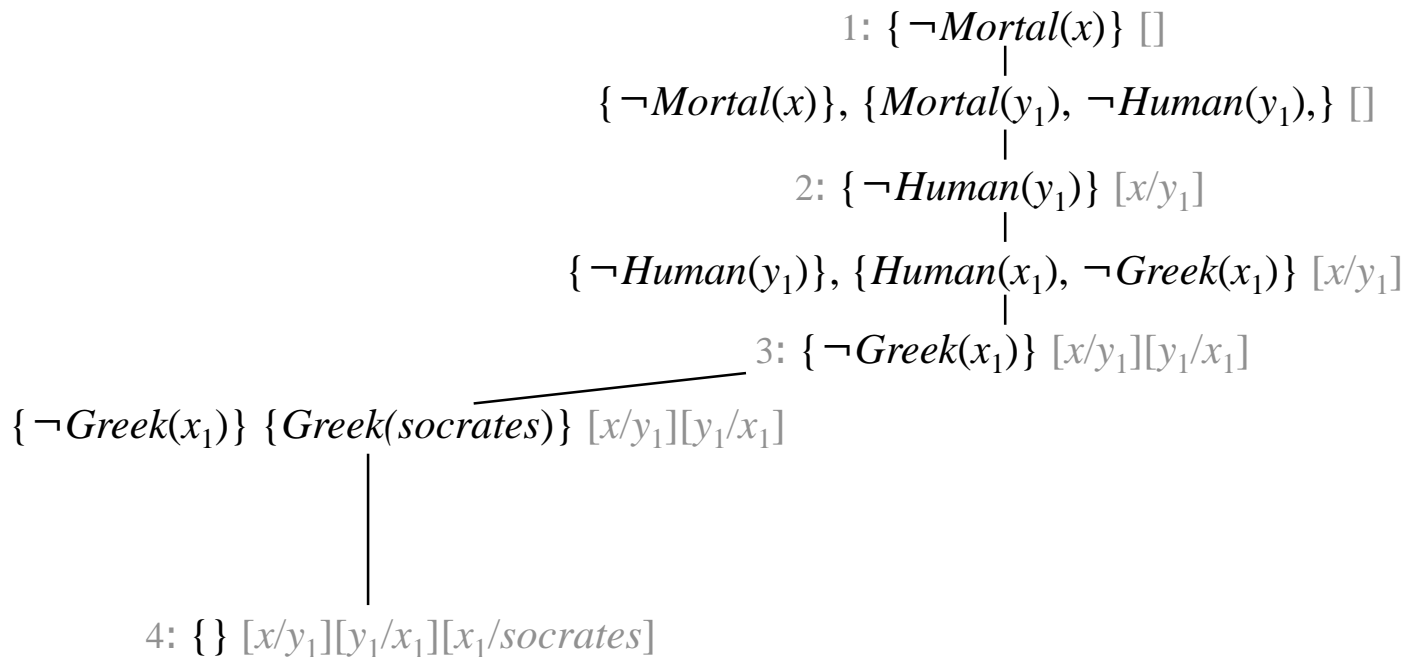 1: {¬Mortal(x)} []
{¬Mortal(x)}, {Mortal(y₁), ¬Human(y₁),} []
2: {¬Human(y₁)} [x/y₁]
{¬Human(y₁)}, {Human(x₁), ¬Greek(x₁)} [x/y₁]
3: {¬Greek(x₁)} [x/y₁][y₁/x₁]
{¬Greek(x₁)} {Greek(socrates)} [x/y₁][y₁/x₁]
4: {} [x/y₁][y₁/x₁][x₁/socrates]